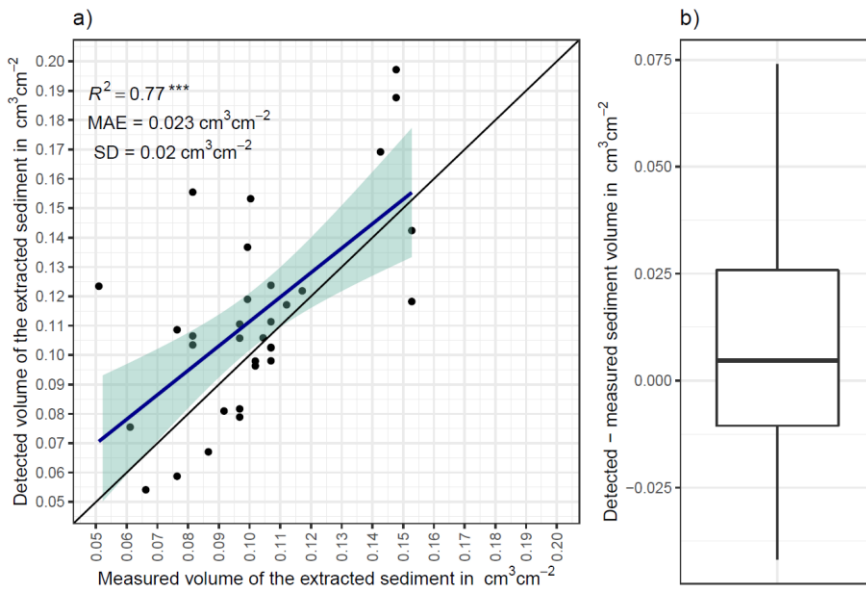 a)
R² = 0.77 ***
MAE = 0.023 cm³cm⁻²
SD = 0.02 cm³cm⁻²
Detected volume of the extracted sediment in cm³cm⁻²
0.20
0.19
0.18
0.17
0.16
0.15
0.14
0.13
0.12
0.11
0.10
0.09
0.08
0.07
0.06
0.05
0.05 0.06 0.07 0.08 0.09 0.10 0.11 0.12 0.13 0.14 0.15 0.16 0.17 0.18 0.19 0.20
Measured volume of the extracted sediment in cm³cm⁻²
b)
Detected − measured sediment volume in cm³cm⁻²
0.075
0.050
0.025
0.000
−0.025